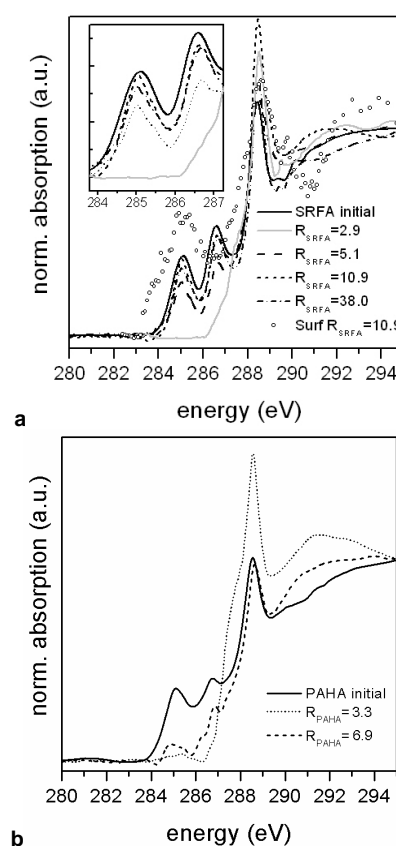 norm. absorption (a.u.)
284 285 286 287
SRFA initial
R_SRFA=2.9
R_SRFA=5.1
R_SRFA=10.9
R_SRFA=38.0
Surf R_SRFA=10.9
280 282 284 286 288 290 292 294
energy (eV)
a
norm. absorption (a.u.)
PAHA initial
R_PAHA=3.3
R_PAHA=6.9
280 282 284 286 288 290 292 294
energy (eV)
b